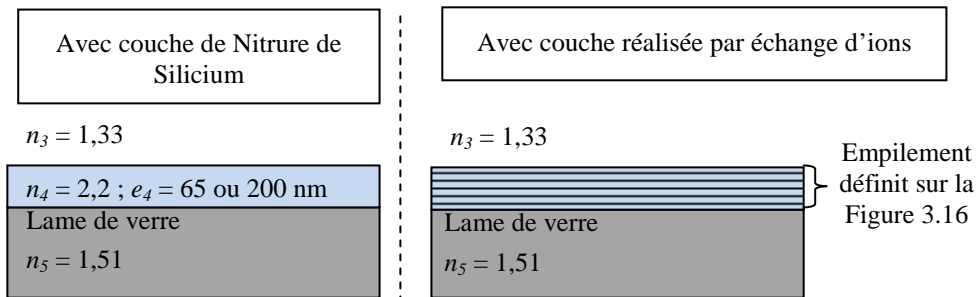 Avec couche de Nitrure de
Silicium
n3 = 1,33
n4 = 2,2 ; e4 = 65 ou 200 nm
Lame de verre
n5 = 1,51
Avec couche réalisée par échange d’ions
n3 = 1,33
Lame de verre
n5 = 1,51
Empilement
définit sur la
Figure 3.16